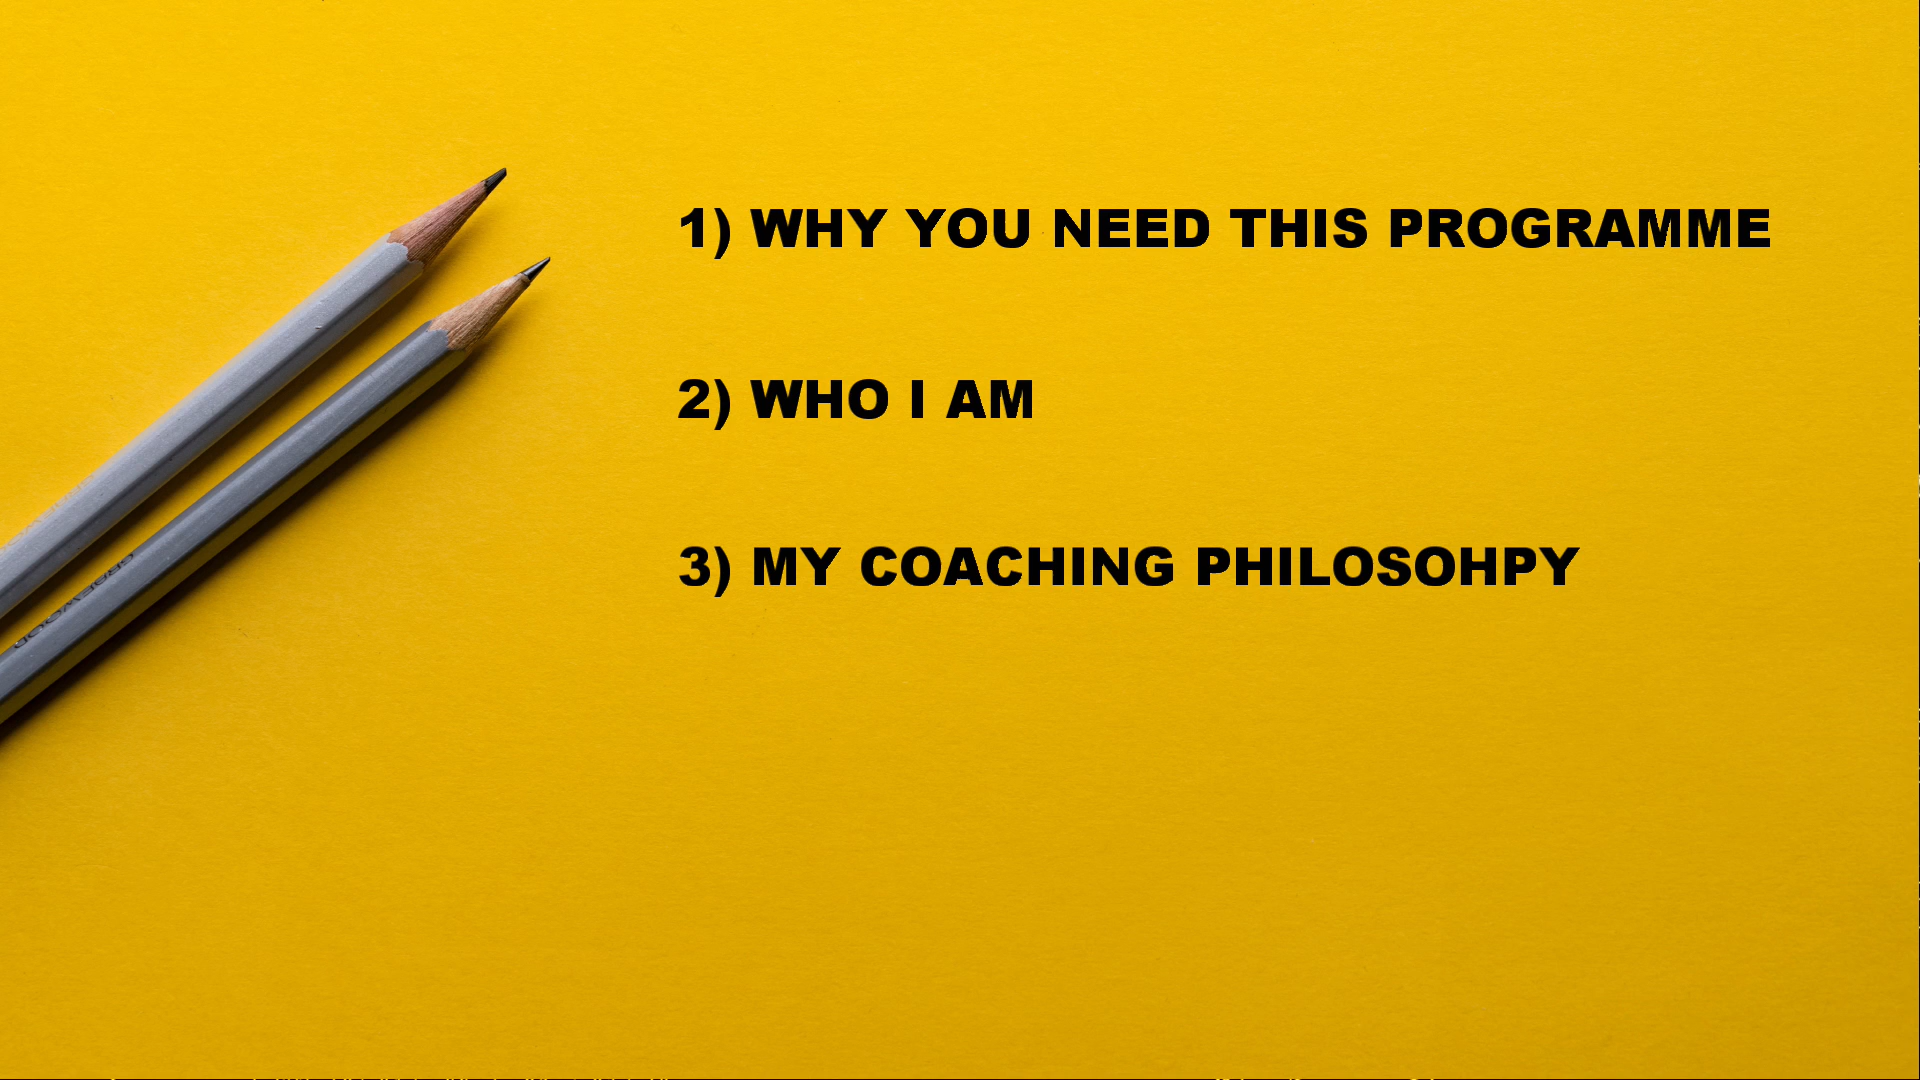 1) WHY YOU NEED THIS PROGRAMME
2) WHO I AM
3) MY COACHING PHILOSOHPY